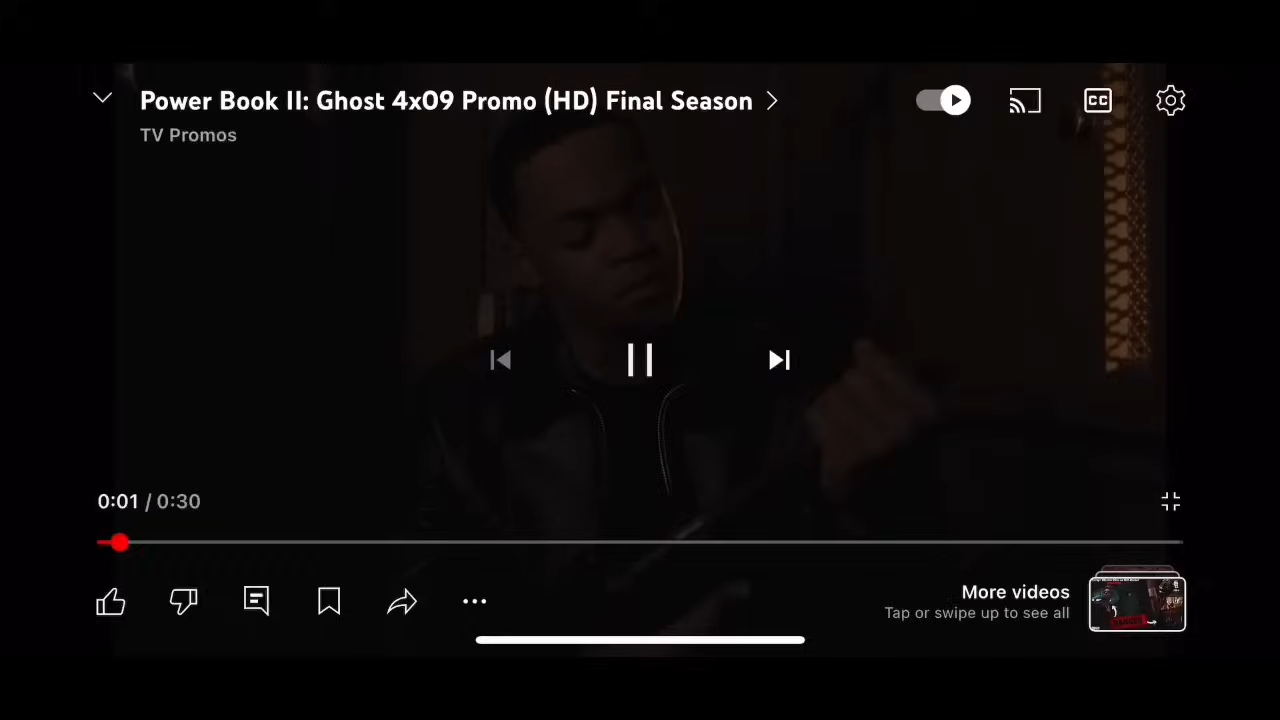 Power Book II: Ghost 4x09 Promo (HD) Final Season
TV Promos
CC
0:01 / 0:30
More videos
Tap or swipe up to see all